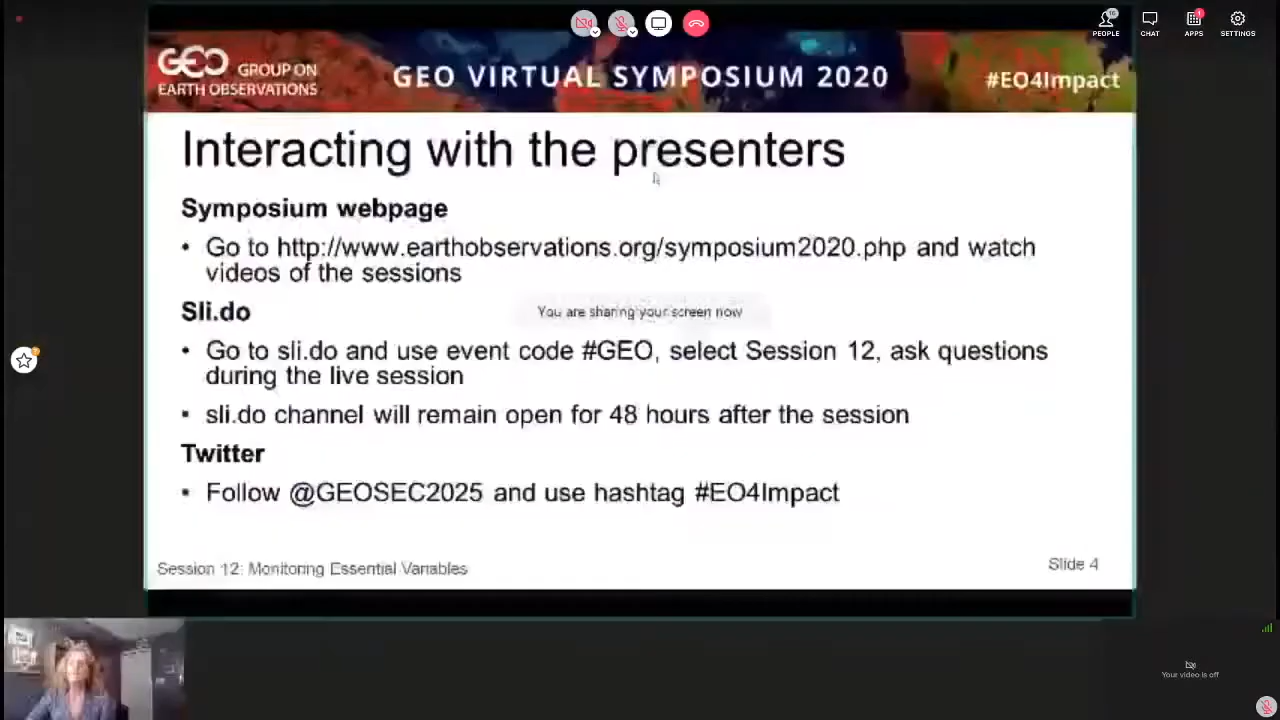 PEOPLE
CHAT
APPS
SETTINGS
GEO GROUP ON
EARTH OBSERVATIONS
GEO VIRTUAL SYMPOSIUM 2020
#EO4Impact
Interacting with the presenters
Symposium webpage
• Go to http://www.earthobservations.org/symposium2020.php and watch
videos of the sessions
Sli.do
You are sharing your screen now
• Go to sli.do and use event code #GEO, select Session 12, ask questions
during the live session
• sli.do channel will remain open for 48 hours after the session
Twitter
• Follow @GEOSEC2025 and use hashtag #EO4Impact
Session 12: Monitoring Essential Variables
Slide 4
Your video is off